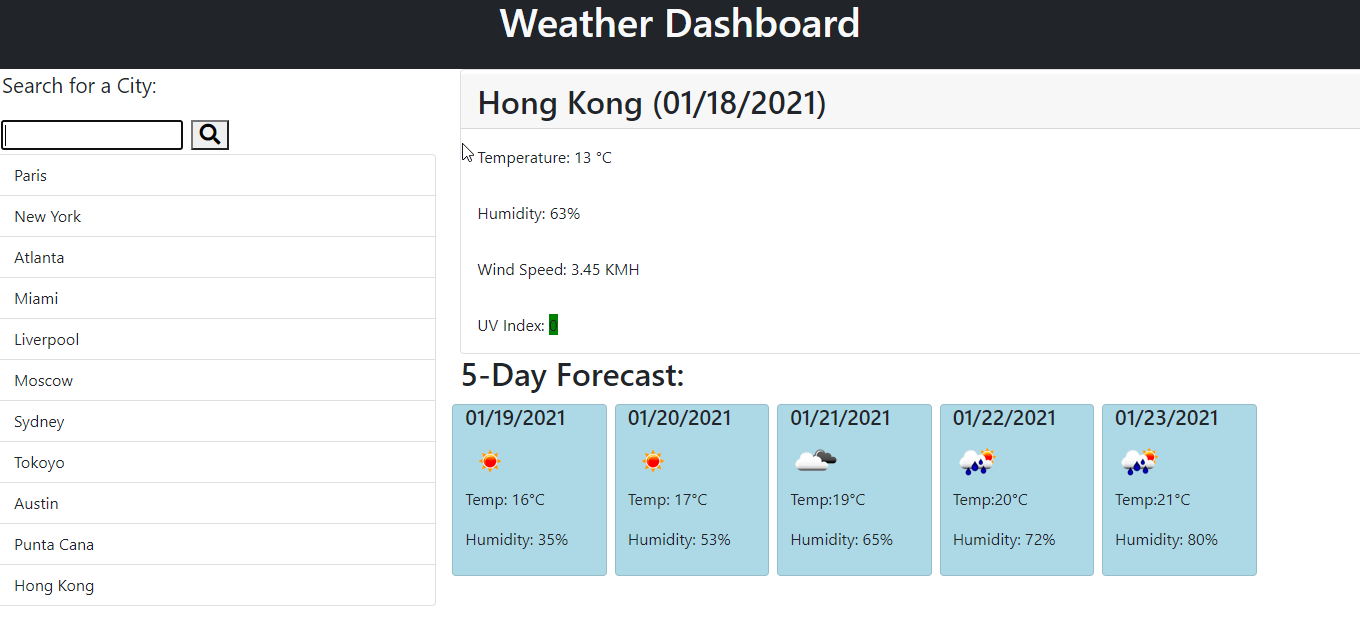 Weather Dashboard
Search for a City:
Paris
New York
Atlanta
Miami
Liverpool
Moscow
Sydney
Tokoyo
Austin
Punta Cana
Hong Kong
Hong Kong (01/18/2021)
Temperature: 13 °C
Humidity: 63%
Wind Speed: 3.45 KMH
UV Index: 0
5-Day Forecast:
01/19/2021
Temp: 16°C
Humidity: 35%
01/20/2021
Temp: 17°C
Humidity: 53%
01/21/2021
Temp:19°C
Humidity: 65%
01/22/2021
Temp:20°C
Humidity: 72%
01/23/2021
Temp:21°C
Humidity: 80%